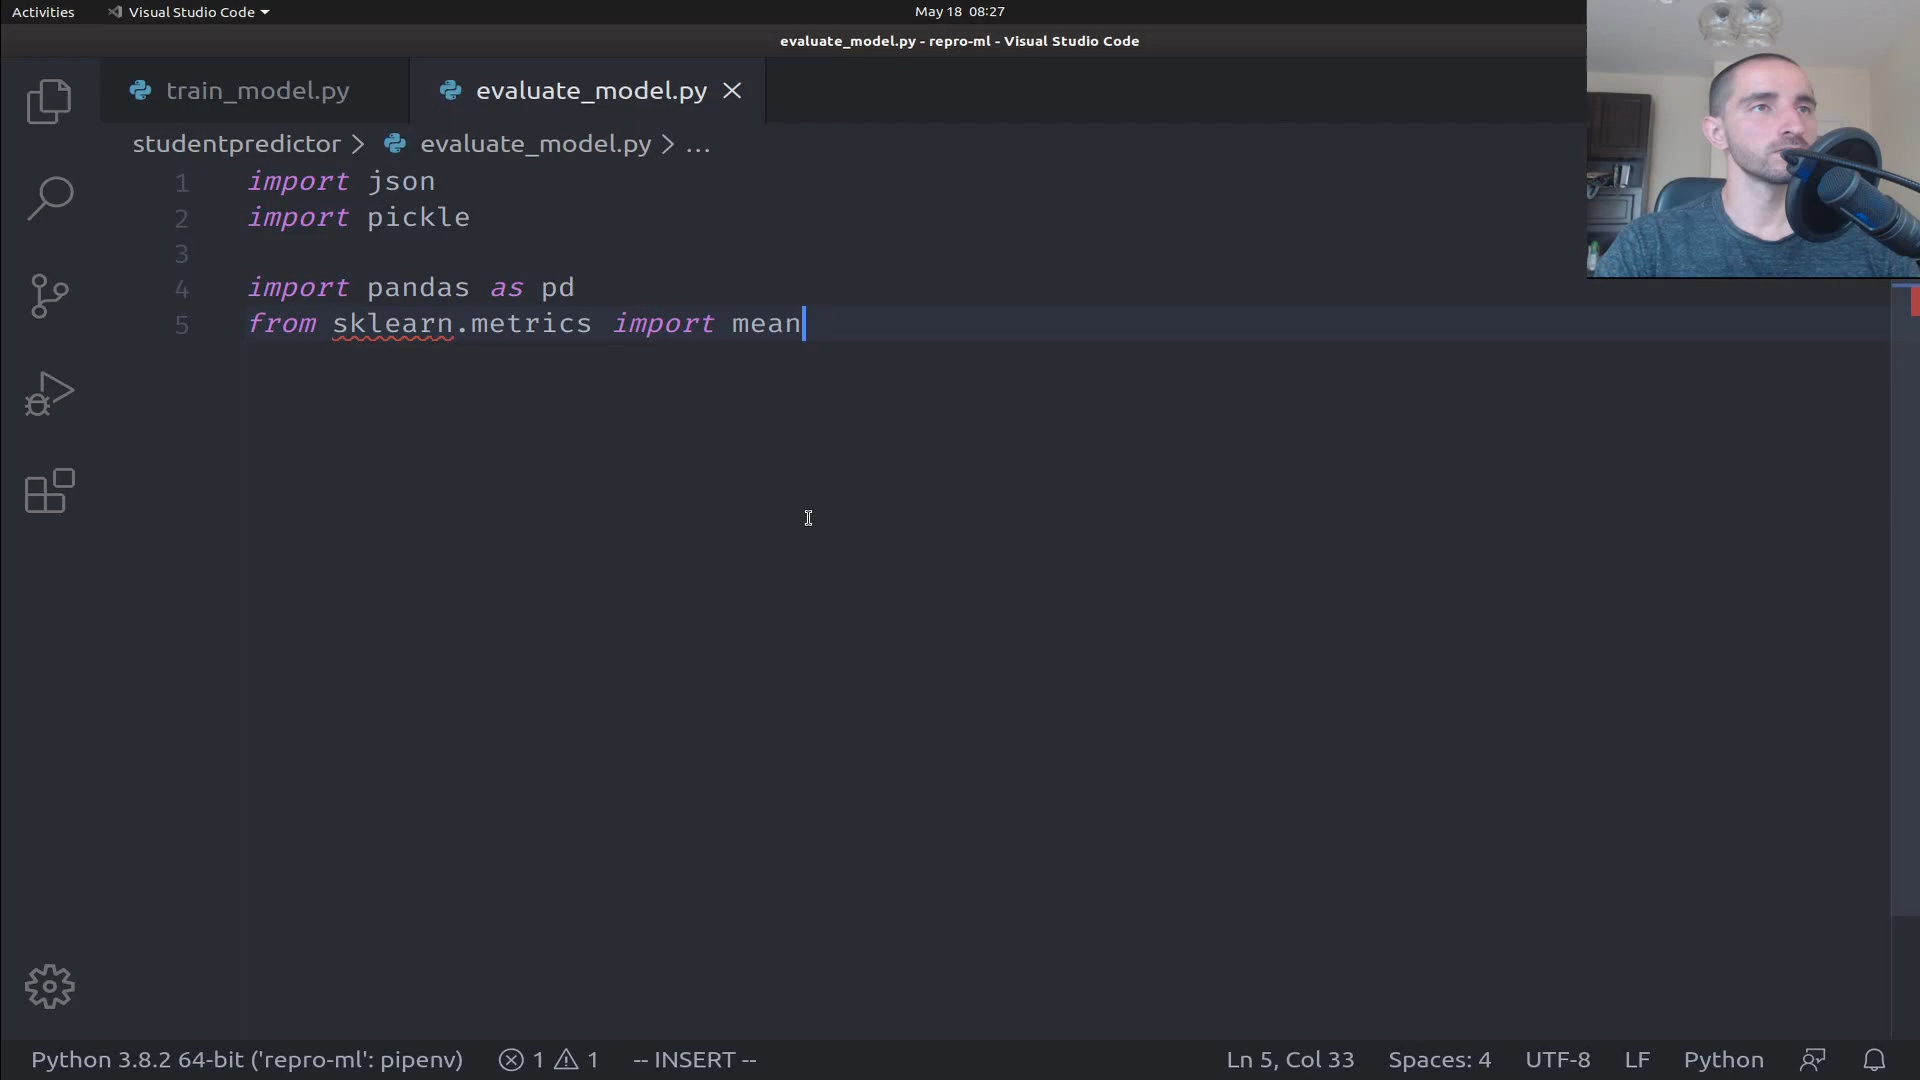 Activities Visual Studio Code May 18 08:27
evaluate_model.py - repro-ml - Visual Studio Code
train_model.py evaluate_model.py
studentpredictor > evaluate_model.py > ...
1 import json
2 import pickle
3
4 import pandas as pd
5 from sklearn.metrics import mean
Python 3.8.2 64-bit ('repro-ml': pipenv) 1 1 -- INSERT -- Ln 5, Col 33 Spaces: 4 UTF-8 LF Python